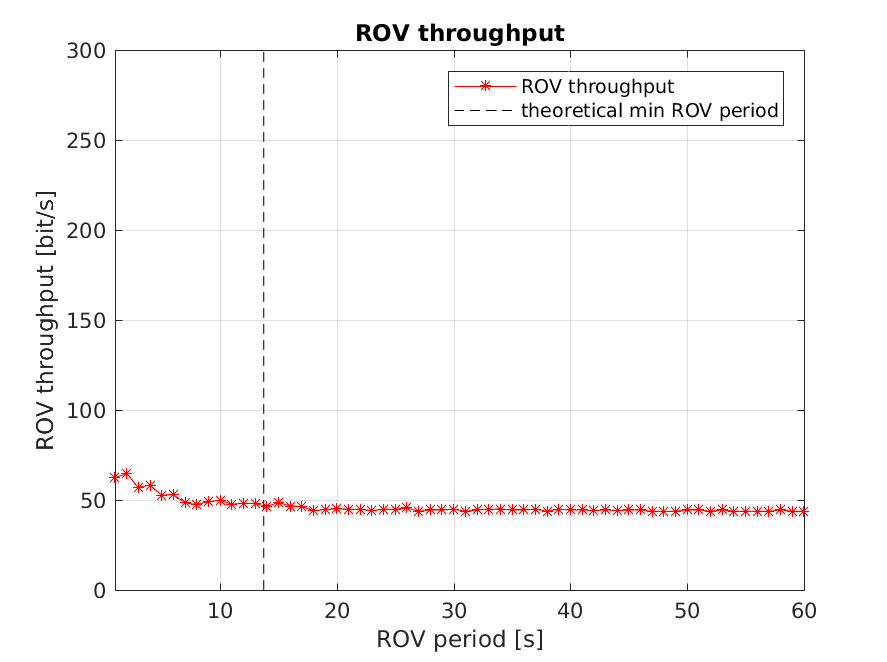 ROV throughput
300
250
200
150
100
50
0
ROV throughput [bit/s]
ROV throughput
theoretical min ROV period
10 20 30 40 50 60
ROV period [s]